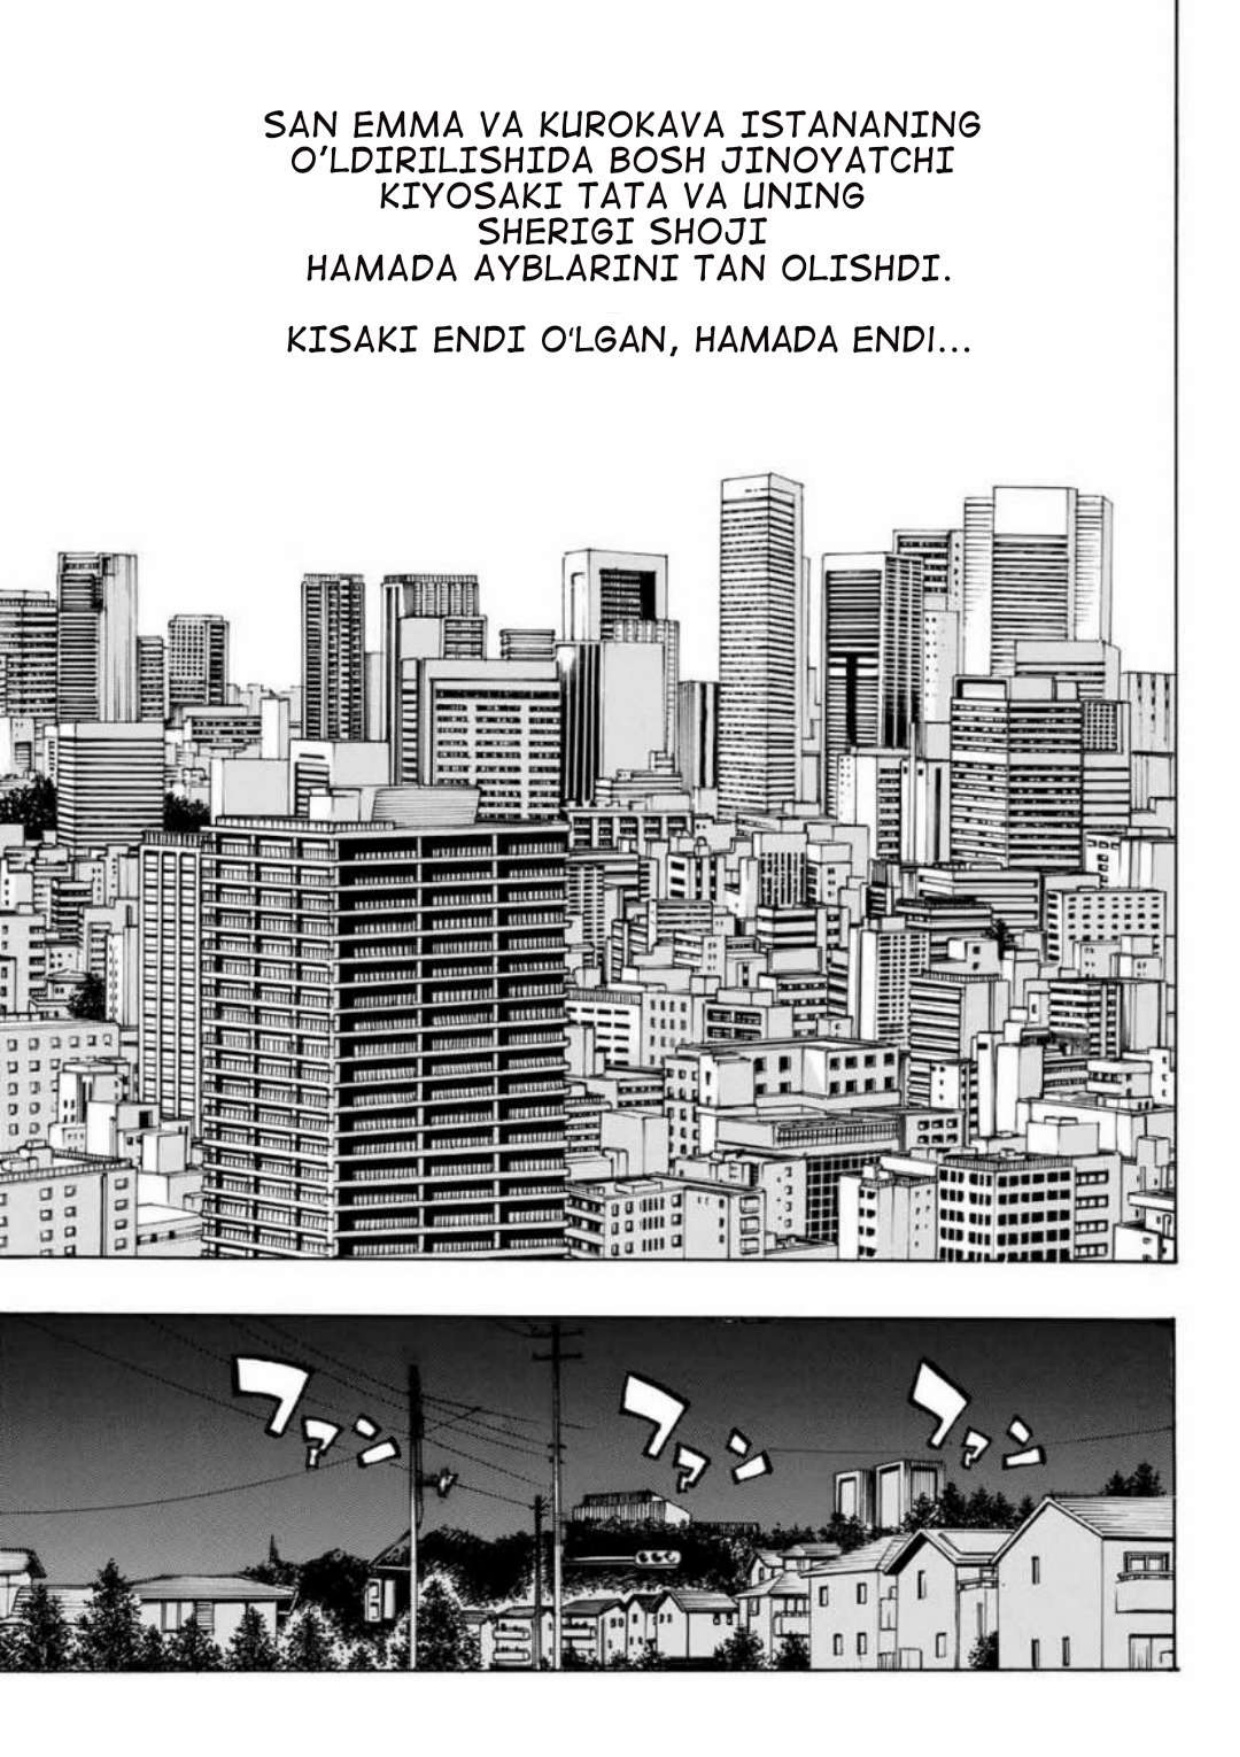 SAN EMMA VA KUROKAVA ISTANANING
O'LDIRILISHIDA BOSH JINOYATCHI
KIYOSAKI TATA VA UNING
SHERIGI SHOJI
HAMADA AYBLARINI TAN OLISHDI.
KISAKI ENDI O'LGAN, HAMADA ENDI...
ファン
ファン
ファン